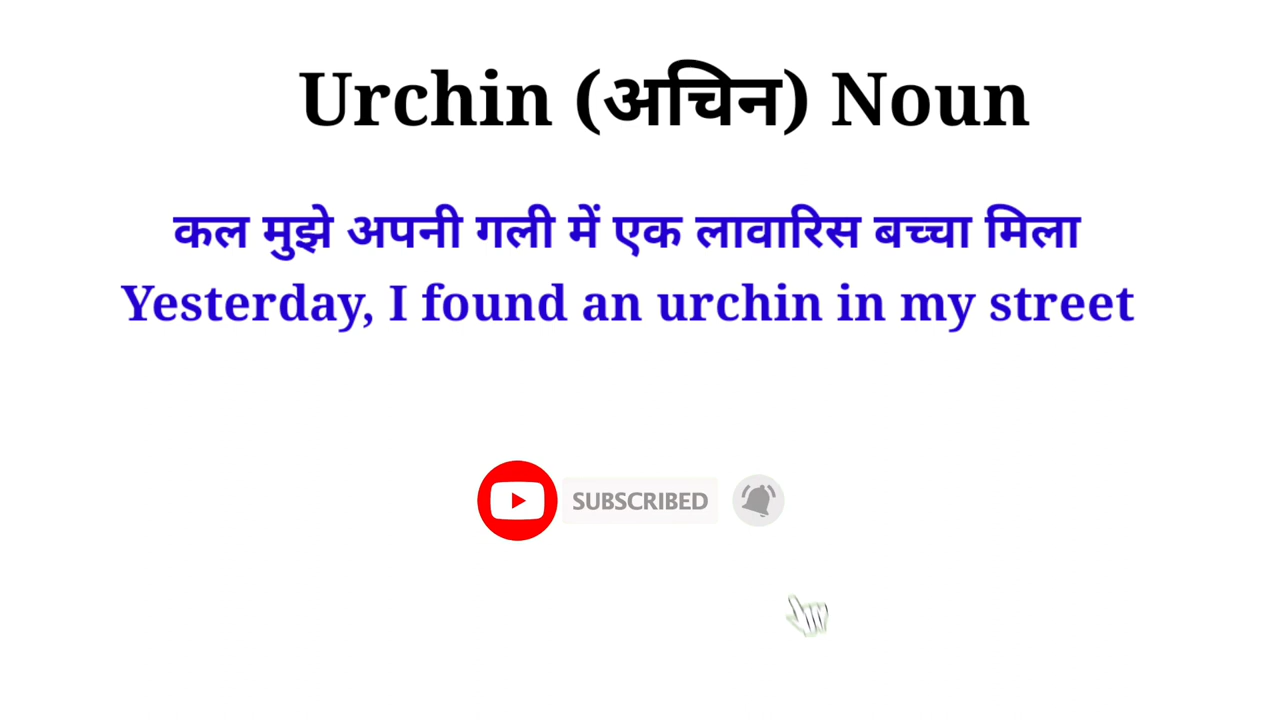 Urchin (अचिन) Noun
कल मुझे अपनी गली में एक लावारिस बच्चा मिला
Yesterday, I found an urchin in my street
SUBSCRIBED